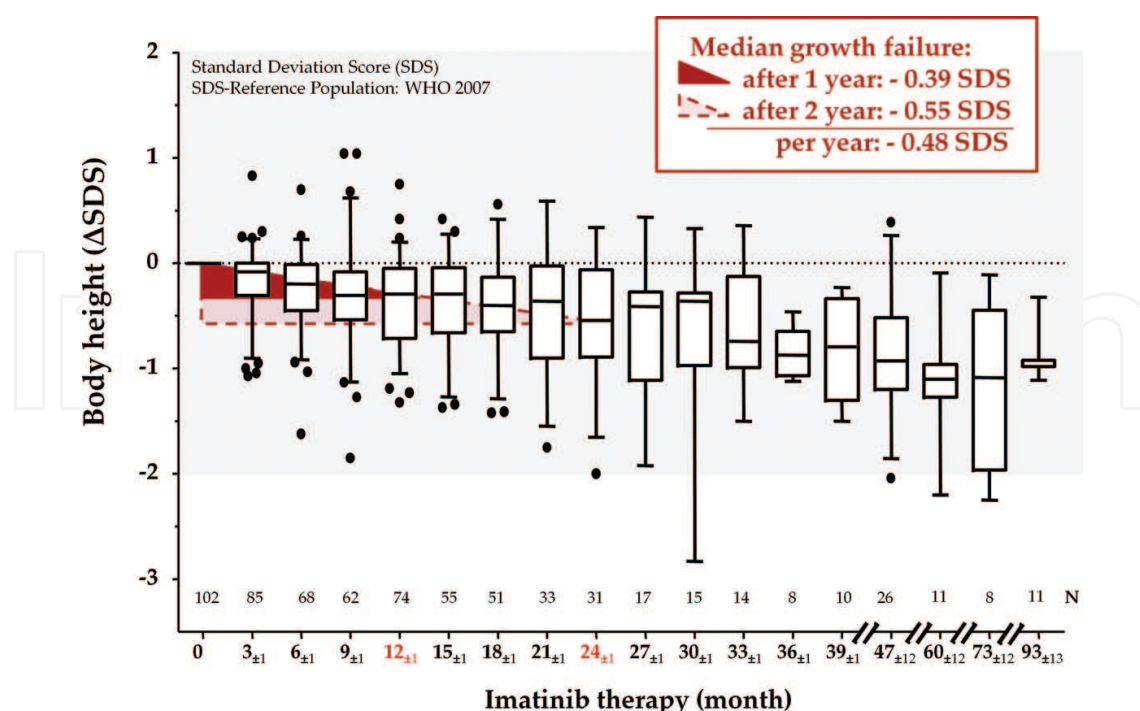 Median growth failure:
after 1 year: - 0.39 SDS
after 2 year: - 0.55 SDS
per year: - 0.48 SDS
Standard Deviation Score (SDS)
SDS-Reference Population: WHO 2007
Body height (ΔSDS)
2
1
0
-1
-2
-3
102 85 68 62 74 55 51 33 31 17 15 14 8 10 26 11 8 11 N
0 3±1 6±1 9±1 12±1 15±1 18±1 21±1 24±1 27±1 30±1 33±1 36±1 39±1 47±12 60±12 73±12 93±13
Imatinib therapy (month)